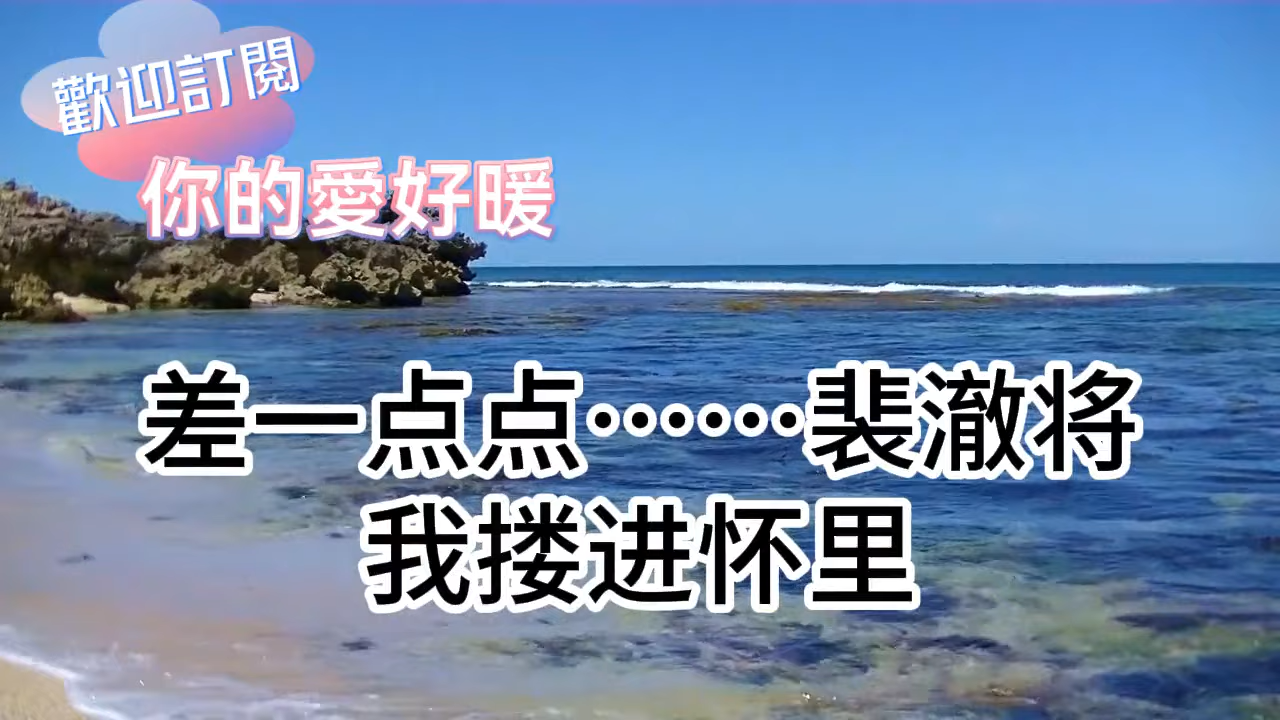 歡迎訂閱
你的愛好暖
差一点点……裴澈将
我搂进怀里